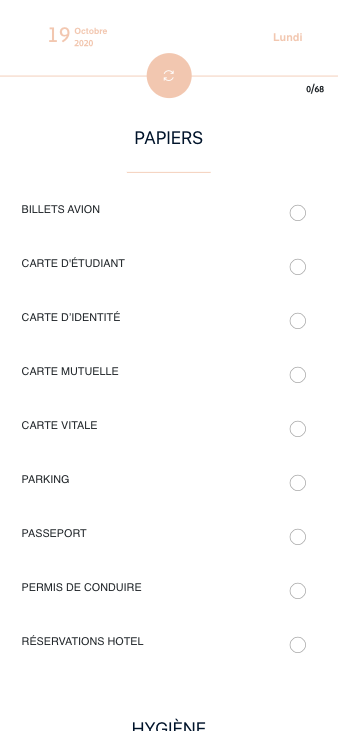 19 Octobre
2020
Lundi
0/68
PAPIERS
BILLETS AVION
CARTE D'ÉTUDIANT
CARTE D'IDENTITÉ
CARTE MUTUELLE
CARTE VITALE
PARKING
PASSEPORT
PERMIS DE CONDUIRE
RÉSERVATIONS HOTEL
HYGIÈNE